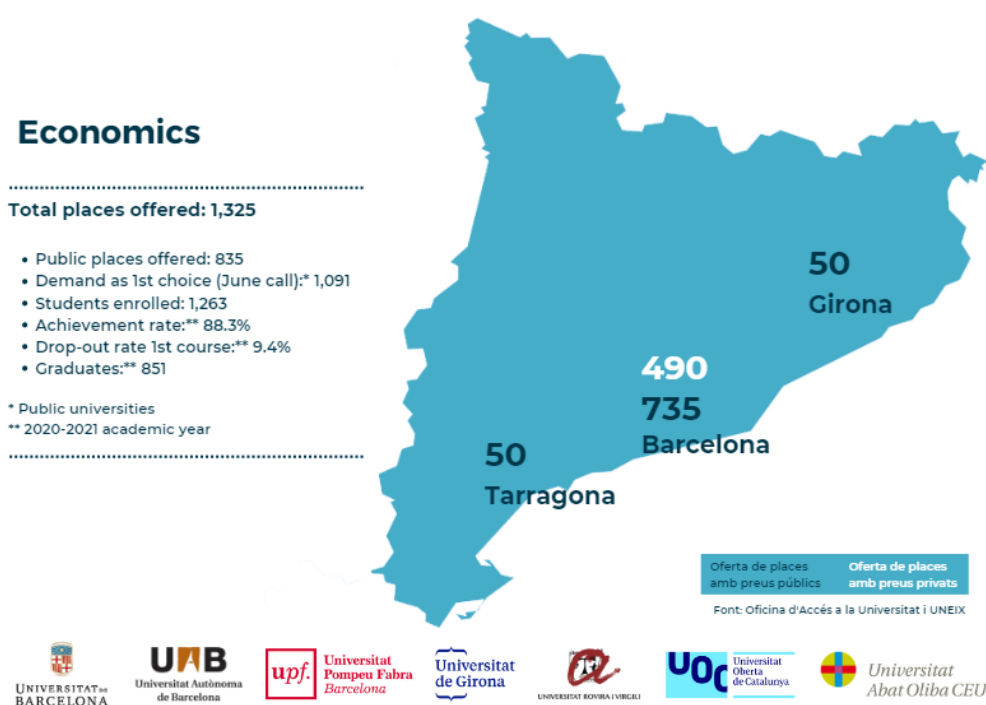 Economics
Total places offered: 1,325
• Public places offered: 835
• Demand as 1st choice (June call):* 1,091
• Students enrolled: 1,263
• Achievement rate:** 88.3%
• Drop-out rate 1st course:** 9.4%
• Graduates:** 851
* Public universities
** 2020-2021 academic year
50
Girona
490
735
Barcelona
50
Tarragona
Oferta de places
amb preus públics
Oferta de places
amb preus privats
Font: Oficina d'Accés a la Universitat i UNEIX
UNIVERSITAT DE
BARCELONA
UAB
Universitat Autònoma
de Barcelona
upf.
Universitat
Pompeu Fabra
Barcelona
Universitat
de Girona
UNIVERSITAT ROVIRA I VIRGILI
UOC
Universitat
Oberta
de Catalunya
Universitat
Abat Oliba CEU